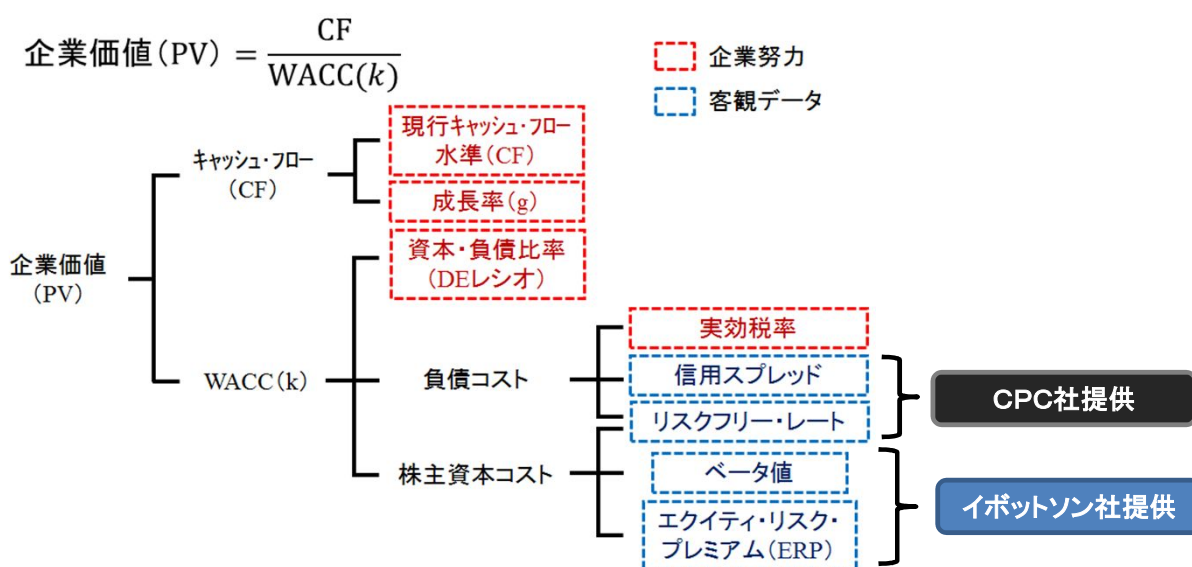 企業価値(PV) = CF / WACC(k)
企業努力
客観データ
現行キャッシュ・フロー
水準(CF)
キャッシュ・フロー
(CF)
成長率(g)
資本・負債比率
(DEレシオ)
企業価値
(PV)
実効税率
WACC(k)
負債コスト
信用スプレッド
リスクフリー・レート
CPC社提供
株主資本コスト
ベータ値
エクイティ・リスク・
プレミアム(ERP)
イボットソン社提供